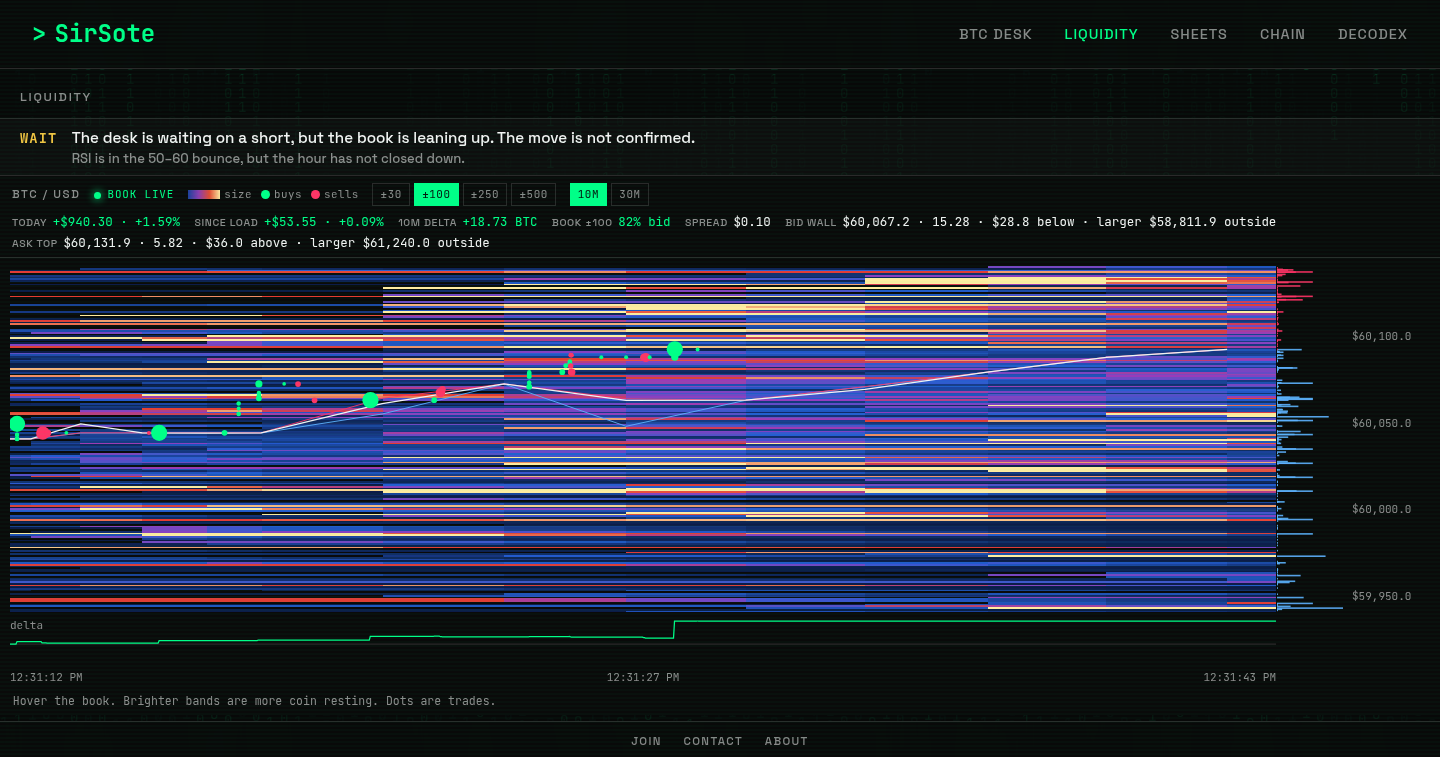 > SirSote
BTC DESK LIQUIDITY SHEETS CHAIN DECODEX
LIQUIDITY
WAIT The desk is waiting on a short, but the book is leaning up. The move is not confirmed.
RSI is in the 50–60 bounce, but the hour has not closed down.
BTC / USD BOOK LIVE size buys sells ±30 ±100 ±250 ±500 10M 30M
TODAY +$940.30 · +1.59% SINCE LOAD +$53.55 · +0.09% 10M DELTA +18.73 BTC BOOK ±100 82% bid SPREAD $0.10 BID WALL $60,067.2 · 15.28 · $28.8 below · larger $58,811.9 outside
ASK TOP $60,131.9 · 5.82 · $36.0 above · larger $61,240.0 outside
$60,100.0
$60,050.0
$60,000.0
$59,950.0
delta
12:31:12 PM 12:31:27 PM 12:31:43 PM
Hover the book. Brighter bands are more coin resting. Dots are trades.
JOIN CONTACT ABOUT